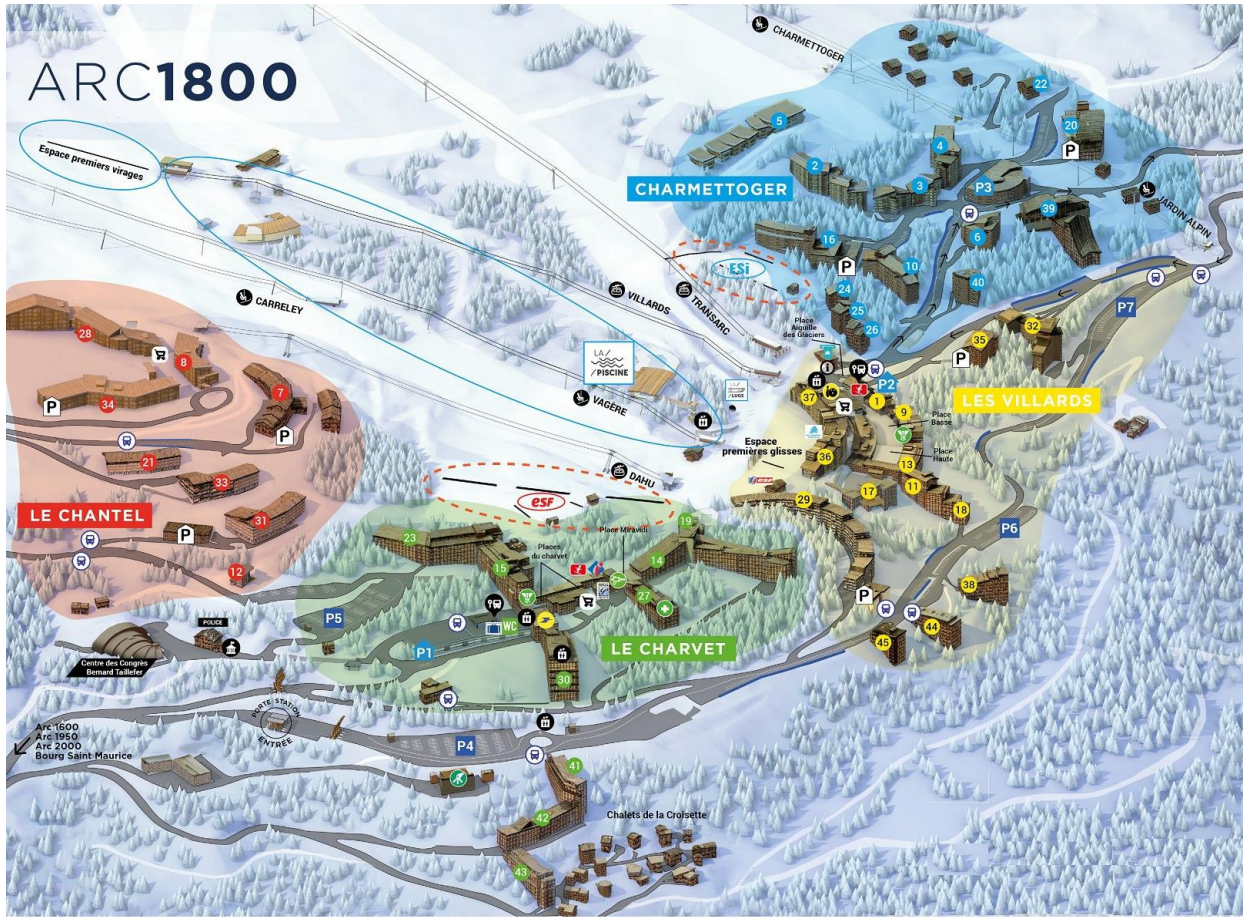 ARC1800
CHARMETTOGER
Espace premiers virages
22
5
20
4
P
2
CHARMETTOGER
3
P3
39
JARDIN ALPIN
16
6
ESi
P
10
40
24
CARRELEY
VILLARDS
TRANSARC
25
P7
Place
Aiguille
des Glaciers
26
32
28
35
8
LA/
/PISCINE
P
i
P2
7
LA/
/LUGE
37
1
LES VILLARDS
34
P
VAGÈRE
9
Place
Basse
P
Espace
premières glisses
36
Place
Haute
21
DAHU
13
33
esf
esf
11
17
29
18
LE CHANTEL
31
19
Place Miravidi
P6
P
23
Places
du charvet
14
15
12
27
38
P
P5
WC
44
POLICE
P1
LE CHARVET
45
Centre des Congrès
Bernard Taillefer
30
PORTE STATION
ENTRÉE
Arc 1600
Arc 1950
Arc 2000
Bourg Saint Maurice
P4
41
42
Chalets de la Croisette
43